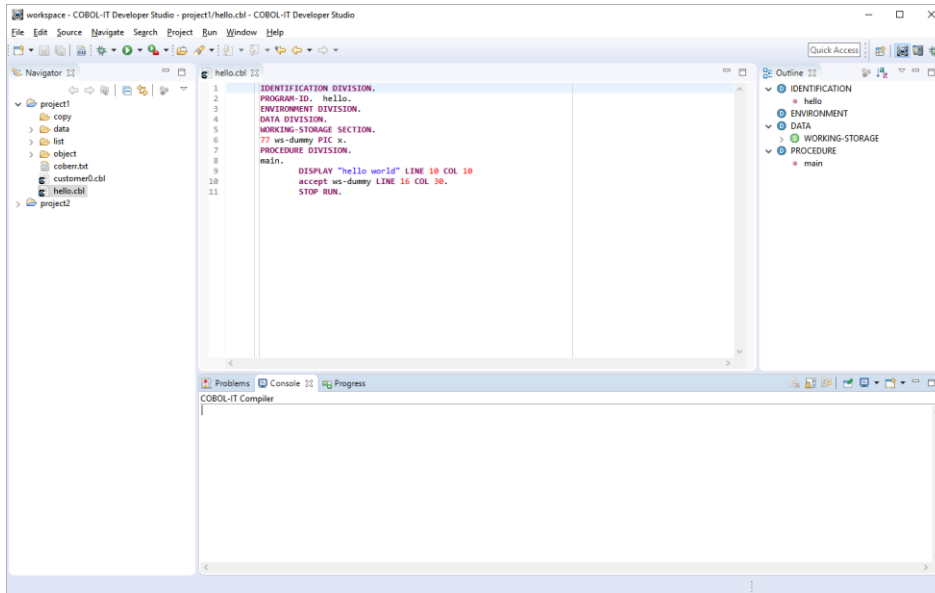 workspace - COBOL-IT Developer Studio - project1/hello.cbl - COBOL-IT Developer Studio
File Edit Source Navigate Search Project Run Window Help
Quick Access
Navigator
project1
copy
data
list
object
coberr.txt
customer0.cbl
hello.cbl
project2
hello.cbl
1 IDENTIFICATION DIVISION.
2 PROGRAM-ID. hello.
3 ENVIRONMENT DIVISION.
4 DATA DIVISION.
5 WORKING-STORAGE SECTION.
6 77 ws-dummy PIC x.
7 PROCEDURE DIVISION.
8 main.
9 DISPLAY "hello world" LINE 10 COL 10
10 accept ws-dummy LINE 16 COL 30.
11 STOP RUN.
Outline
IDENTIFICATION
hello
ENVIRONMENT
DATA
WORKING-STORAGE
PROCEDURE
main
Problems Console Progress
COBOL-IT Compiler